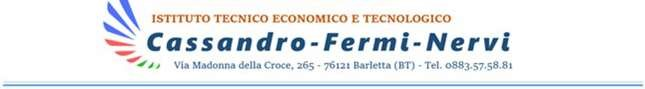 ISTITUTO TECNICO ECONOMICO E TECNOLOGICO
Cassandro-Fermi-Nervi
Via Madonna della Croce, 265 - 76121 Barletta (BT) - Tel. 0883.57.58.81